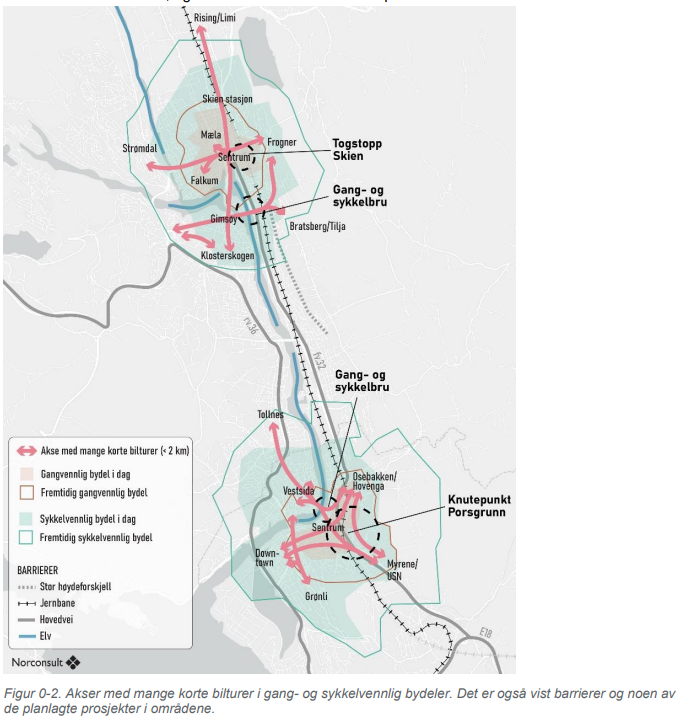 Rising/Limi
Skien stasjon
Mæla
Frogner
Strømdal
Sentrum
Togstopp
Skien
Falkum
Gang- og
sykkelbru
Gimsøy
Bratsberg/Tilja
Klosterskogen
rv.36
fv.32
Gang- og
sykkelbru
Tollnes
Akse med mange korte bilturer (< 2 km)
Gangvennlig bydel i dag
Fremtidig gangvennlig bydel
Sykkelvennlig bydel i dag
Fremtidig sykkelvennlig bydel
BARRIERER
Stor høydeforskjell
Jernbane
Hovedvei
Elv
Osebakken/
Hovenga
Vestsida
Knutepunkt
Porsgrunn
Sentrum
Down-
town
Myrene/
USN
Grønli
E18
Norconsult
Figur 0-2. Akser med mange korte bilturer i gang- og sykkelvennlig bydeler. Det er også vist barrierer og noen av
de planlagte prosjekter i områdene.